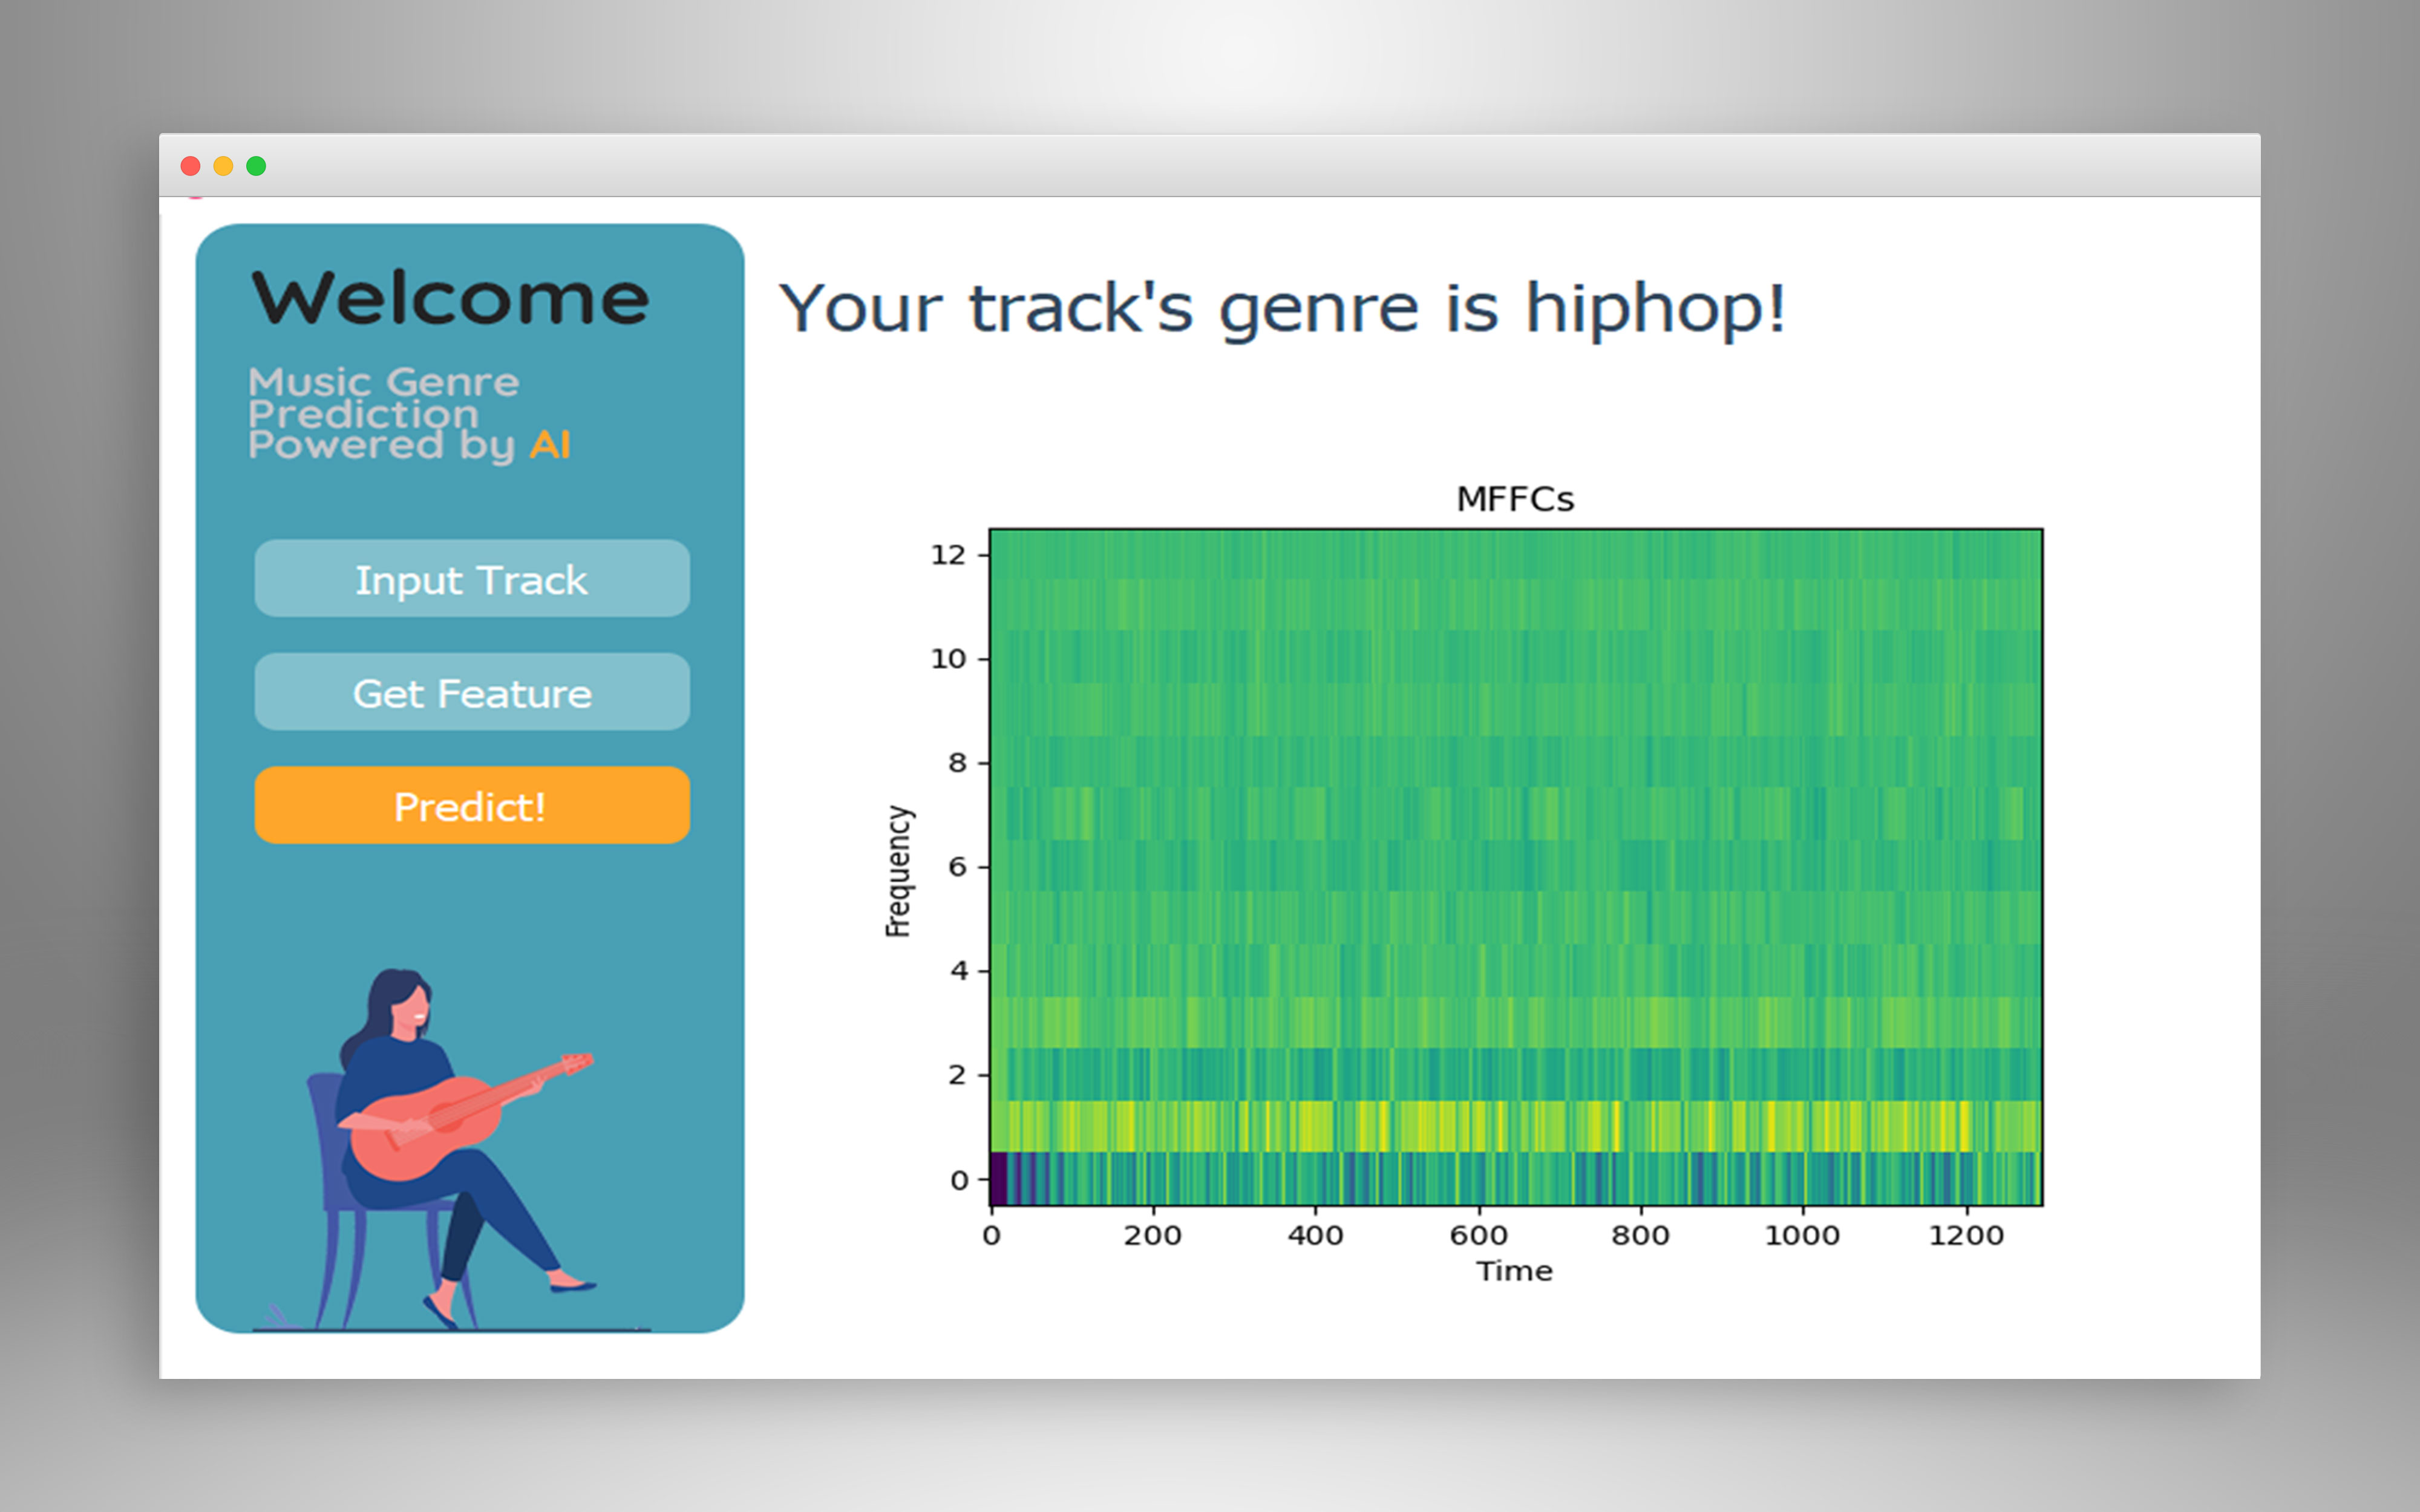 Welcome
Music Genre
Prediction
Powered by AI
Input Track
Get Feature
Predict!
Your track's genre is hiphop!
MFFCs
12
10
8
6
4
2
0
Frequency
0 200 400 600 800 1000 1200
Time